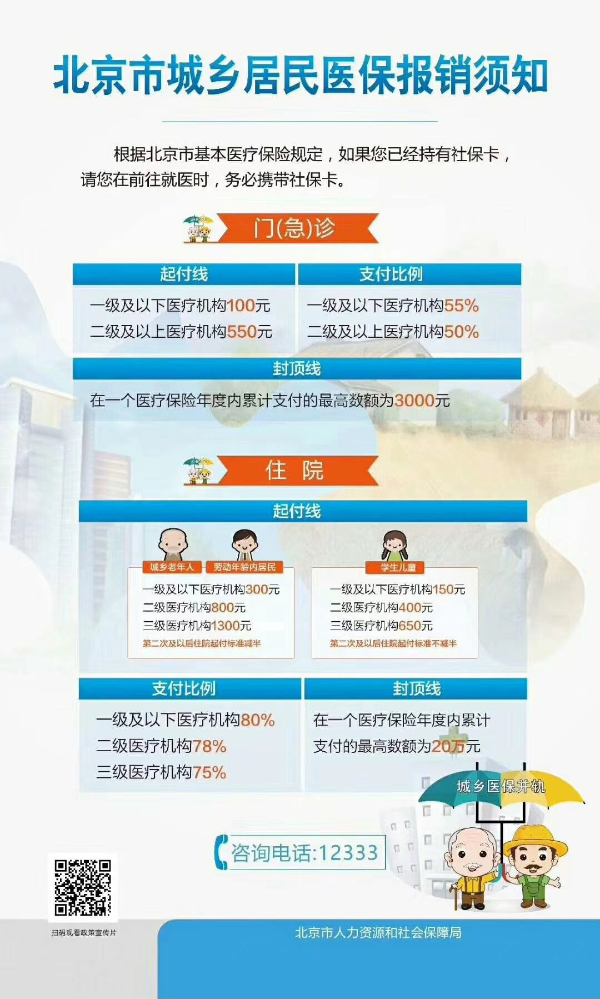 北京市城乡居民医保报销须知
根据北京市基本医疗保险规定，如果您已经持有社保卡，
请您在前往就医时，务必携带社保卡。
门(急)诊
起付线
一级及以下医疗机构100元
二级及以上医疗机构550元
支付比例
一级及以下医疗机构55%
二级及以上医疗机构50%
封顶线
在一个医疗保险年度内累计支付的最高数额为3000元
住 院
起付线
城乡老年人 劳动年龄内居民
一级及以下医疗机构300元
二级医疗机构800元
三级医疗机构1300元
第二次及以后住院起付标准减半
学生儿童
一级及以下医疗机构150元
二级医疗机构400元
三级医疗机构650元
第二次及以后住院起付标准不减半
支付比例
一级及以下医疗机构80%
二级医疗机构78%
三级医疗机构75%
封顶线
在一个医疗保险年度内累计
支付的最高数额为20万元
城乡医保并轨
咨询电话:12333
扫码观看政策宣传片
北京市人力资源和社会保障局